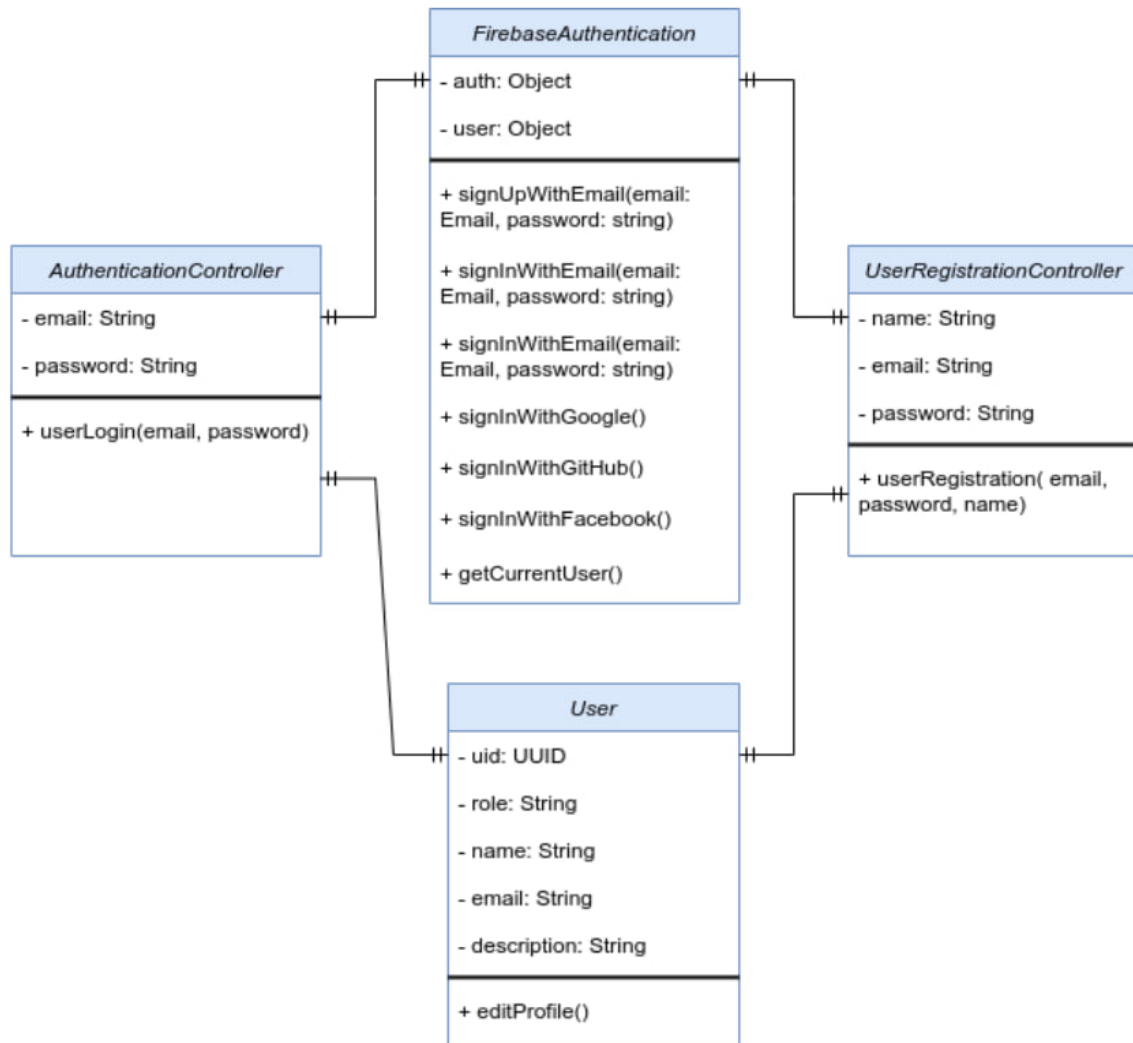 FirebaseAuthentication
- auth: Object
- user: Object
+ signUpWithEmail(email:
Email, password: string)
+ signInWithEmail(email:
Email, password: string)
+ signInWithEmail(email:
Email, password: string)
+ signInWithGoogle()
+ signInWithGitHub()
+ signInWithFacebook()
+ getCurrentUser()
AuthenticationController
- email: String
- password: String
+ userLogin(email, password)
UserRegistrationController
- name: String
- email: String
- password: String
+ userRegistration( email,
password, name)
User
- uid: UUID
- role: String
- name: String
- email: String
- description: String
+ editProfile()